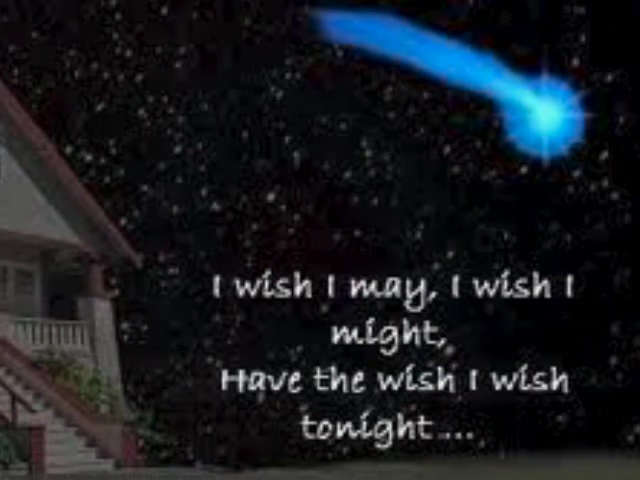 I wish I may, I wish I
might,
Have the wish I wish
tonight....